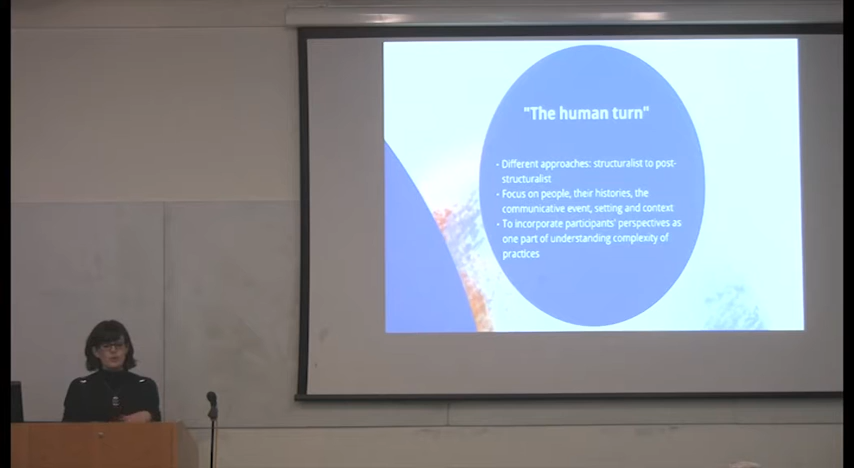 "The human turn"
• Different approaches: structuralist to post-
structuralist
• Focus on people, their histories, the
communicative event, setting and context
• To incorporate participants' perspectives as
one part of understanding complexity of
practices